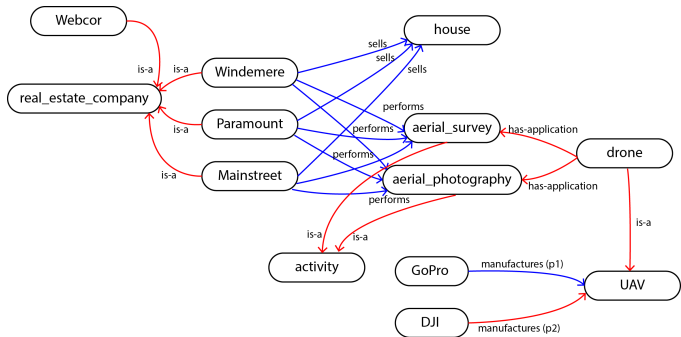 Webcor
house
sells
sells
is-a
is-a
sells
Windemere
real_estate_company
performs
Paramount
aerial_survey
is-a
performs
has-application
drone
performs
Mainstreet
is-a
aerial_photography
has-application
performs
is-a
is-a
is-a
activity
GoPro
manufactures (p1)
UAV
DJI
manufactures (p2)